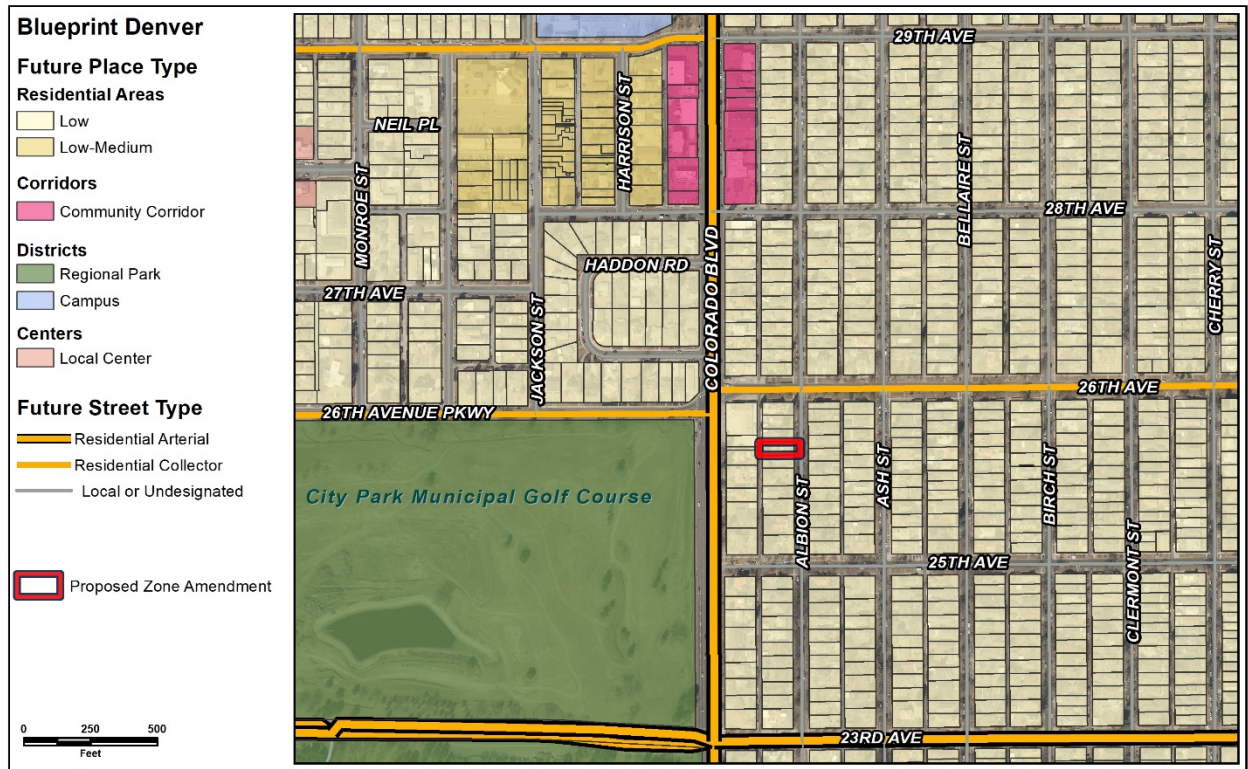 Blueprint Denver
Future Place Type
Residential Areas
Low
Low-Medium
Corridors
Community Corridor
Districts
Regional Park
Campus
Centers
Local Center
Future Street Type
Residential Arterial
Residential Collector
Local or Undesignated
Proposed Zone Amendment
0 250 500
Feet
29TH AVE
NEIL PL
HARRISON ST
MONROE ST
BELLAIRE ST
28TH AVE
HADDON RD
27TH AVE
CHERRY ST
COLORADO BLVD
JACKSON ST
26TH AVE
26TH AVENUE PKWY
City Park Municipal Golf Course
ALBION ST
ASH ST
BIRCH ST
25TH AVE
CLERMONT ST
23RD AVE